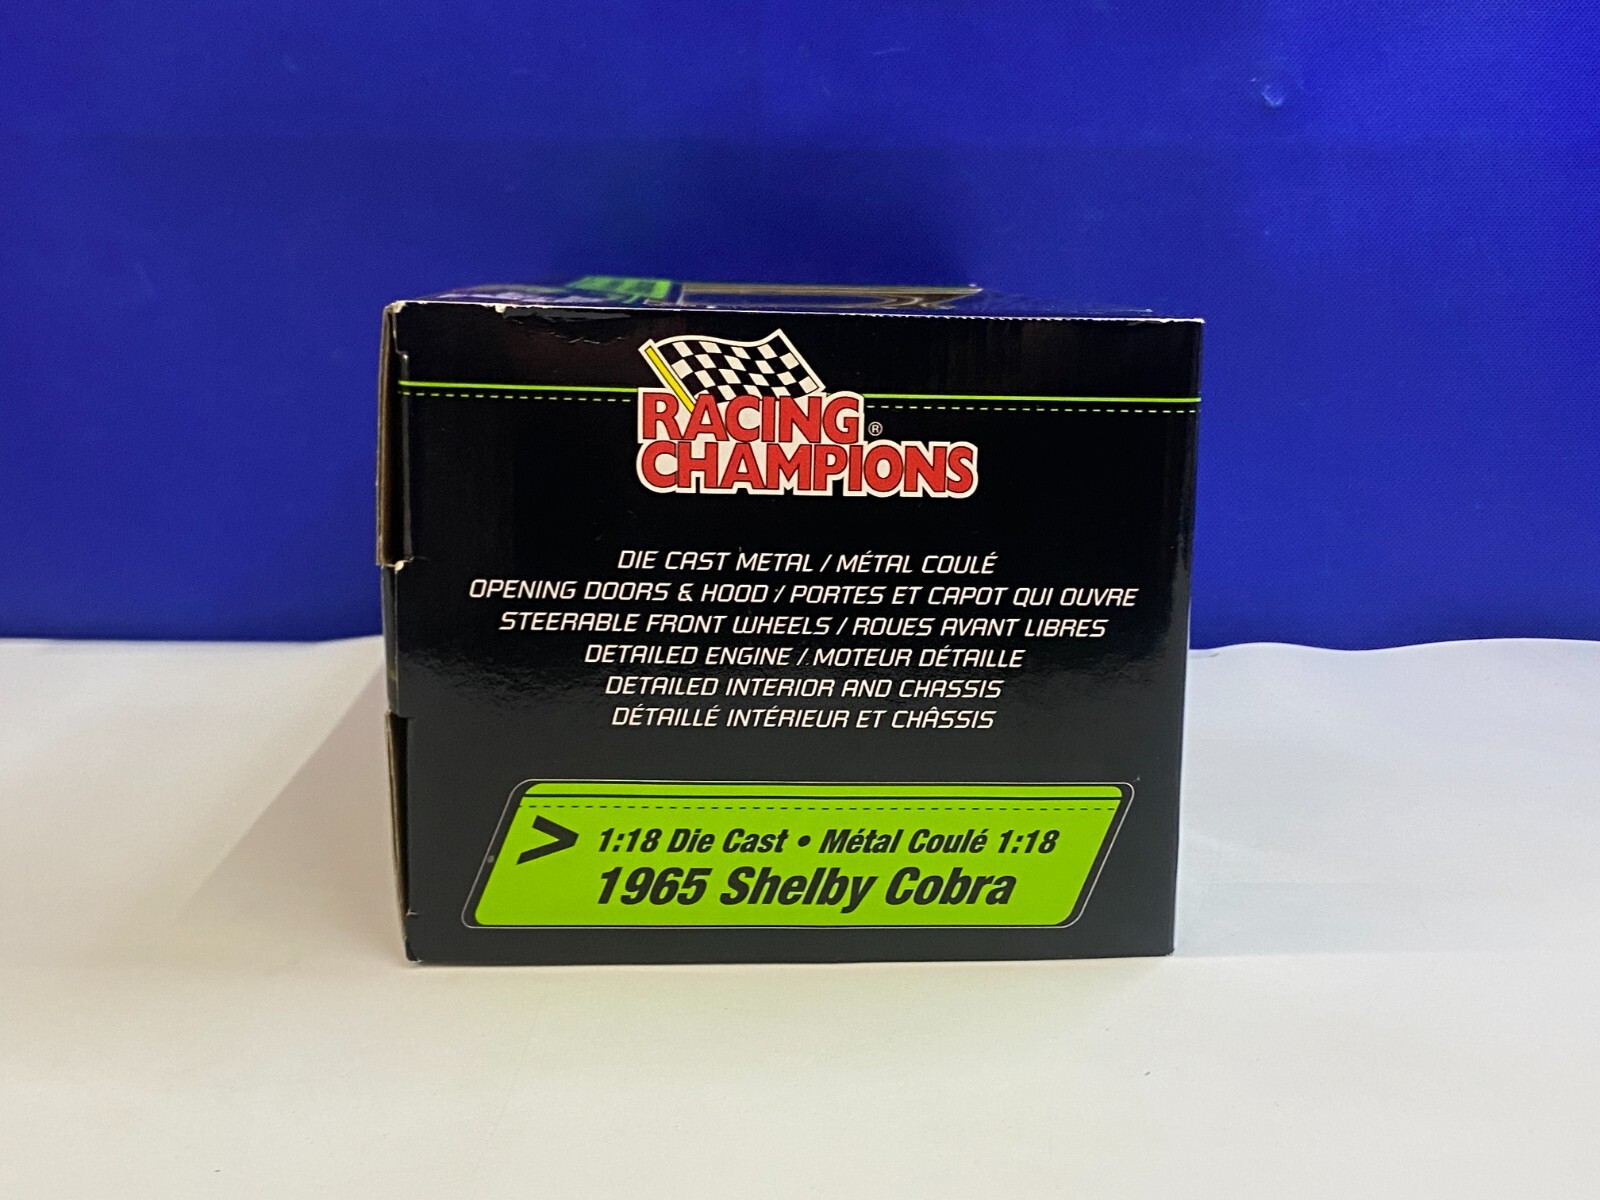 RACING ®
CHAMPIONS
DIE CAST METAL / MÉTAL COULÉ
OPENING DOORS & HOOD / PORTES ET CAPOT QUI OUVRE
STEERABLE FRONT WHEELS / ROUES AVANT LIBRES
DETAILED ENGINE / MOTEUR DÉTAILLE
DETAILED INTERIOR AND CHASSIS
DÉTAILLÉ INTÉRIEUR ET CHÂSSIS
> 1:18 Die Cast • Métal Coulé 1:18
1965 Shelby Cobra